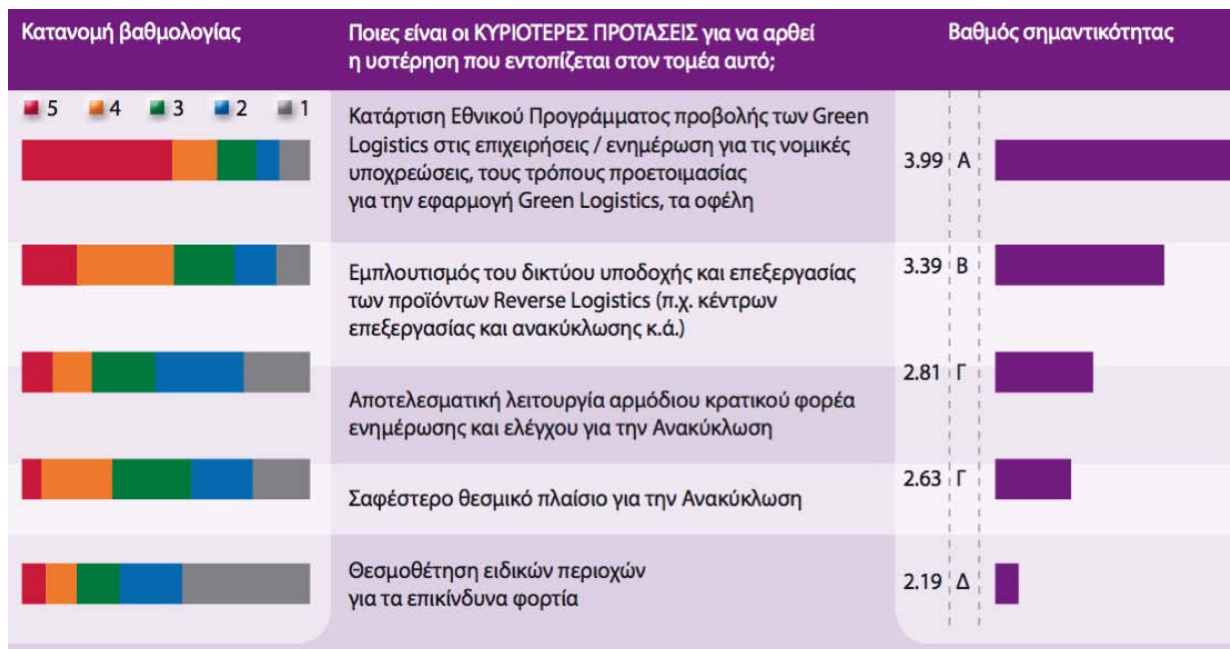 Κατανομή βαθμολογίας
Ποιες είναι οι ΚΥΡΙΟΤΕΡΕΣ ΠΡΟΤΑΣΕΙΣ για να αρθεί
η υστέρηση που εντοπίζεται στον τομέα αυτό;
Βαθμός σημαντικότητας
5 4 3 2 1
Κατάρτιση Εθνικού Προγράμματος προβολής των Green
Logistics στις επιχειρήσεις / ενημέρωση για τις νομικές
υποχρεώσεις, τους τρόπους προετοιμασίας
για την εφαρμογή Green Logistics, τα οφέλη
3.99 Α
Εμπλουτισμός του δικτύου υποδοχής και επεξεργασίας
των προϊόντων Reverse Logistics (π.χ. κέντρων
επεξεργασίας και ανακύκλωσης κ.ά.)
3.39 Β
Αποτελεσματική λειτουργία αρμόδιου κρατικού φορέα
ενημέρωσης και ελέγχου για την Ανακύκλωση
2.81 Γ
Σαφέστερο θεσμικό πλαίσιο για την Ανακύκλωση
2.63 Γ
Θεσμοθέτηση ειδικών περιοχών
για τα επικίνδυνα φορτία
2.19 Δ